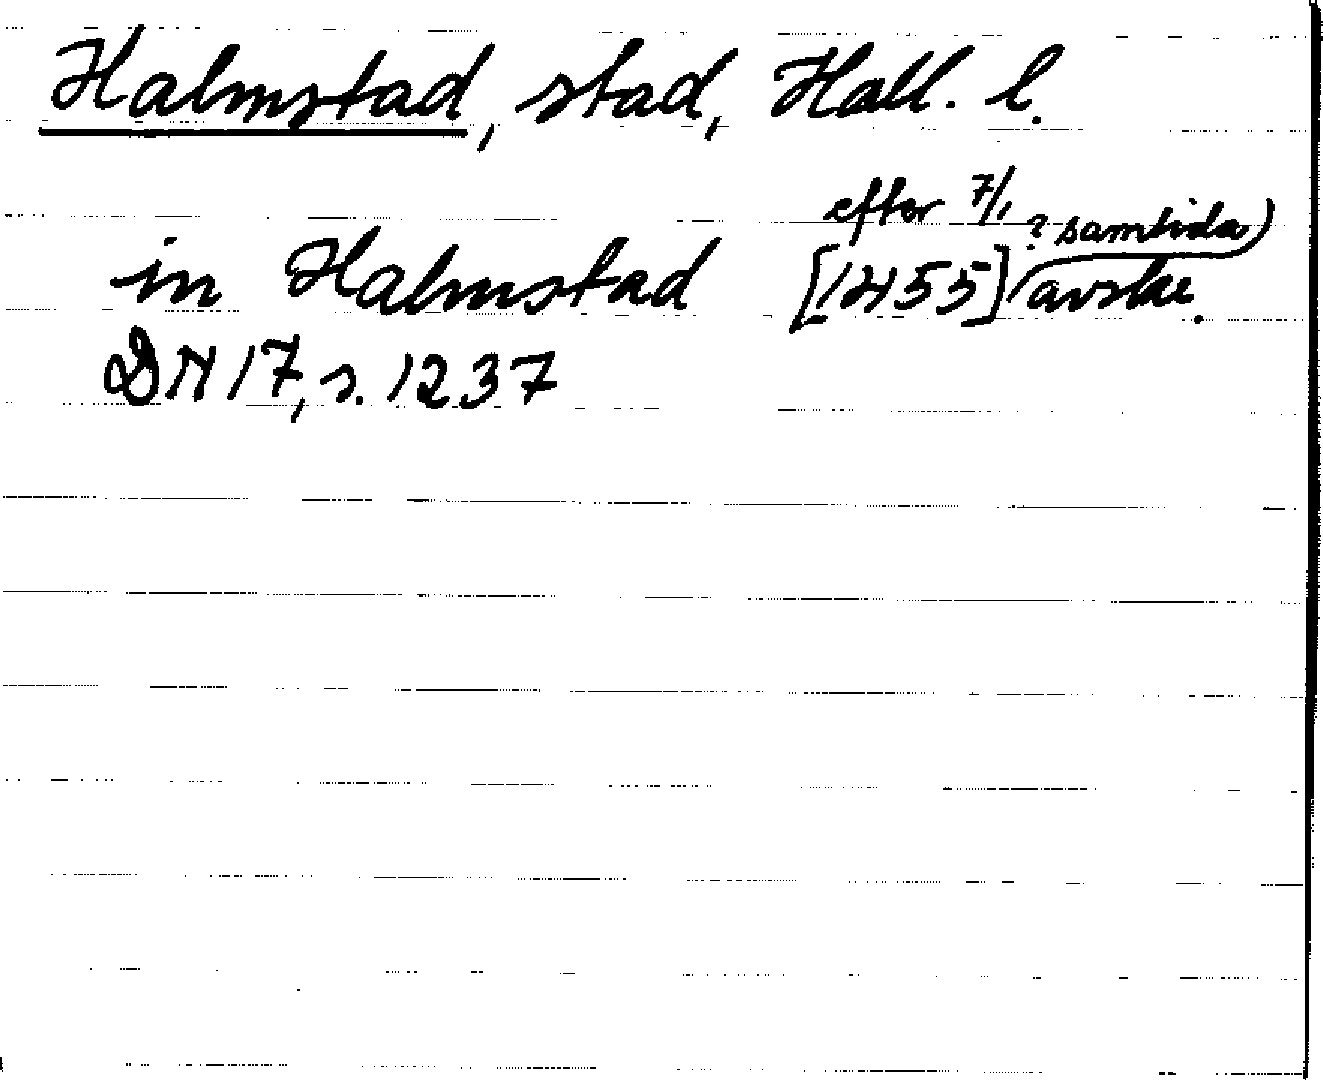 Halmstad, stad, Hall. l.
efter 7/1
in Halmstad [1455] (avskr. ? samtida)
DN 17, s. 1237